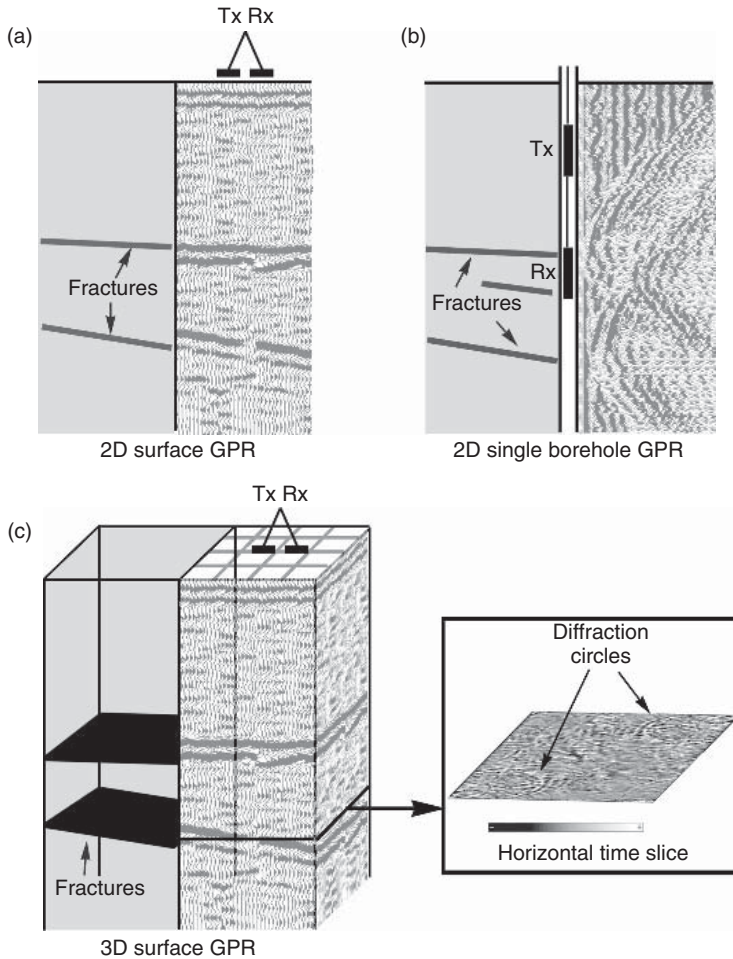 (a)
Tx Rx
Fractures
2D surface GPR
(b)
Tx
Rx
Fractures
2D single borehole GPR
(c)
Tx Rx
Fractures
3D surface GPR
Diffraction
circles
Horizontal time slice